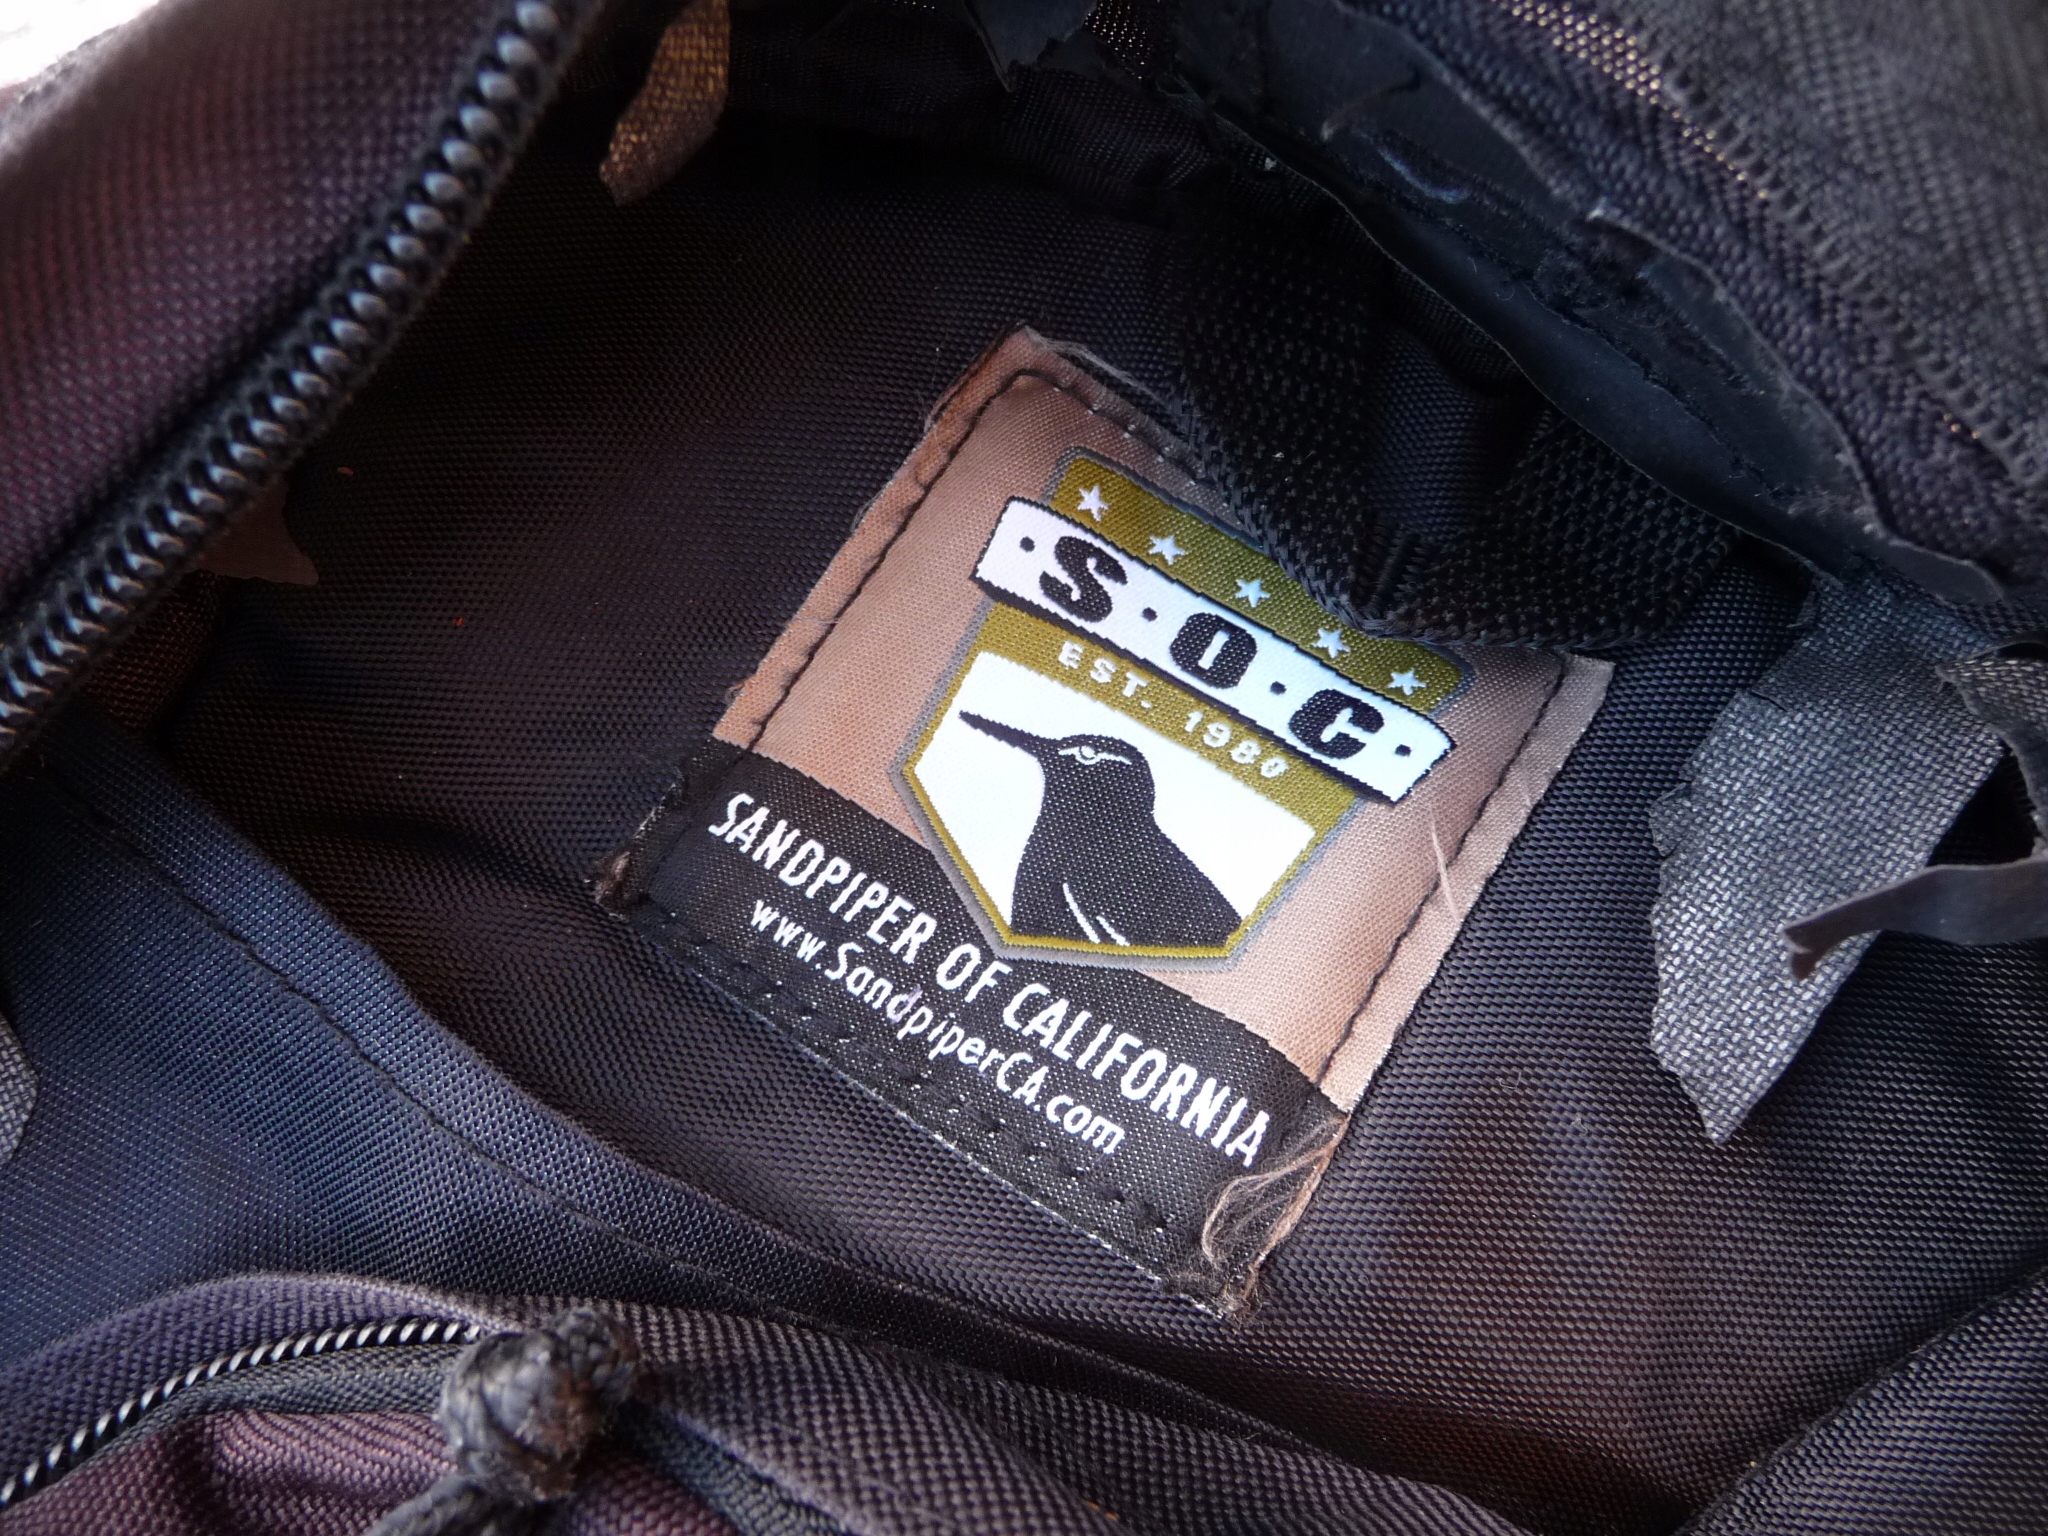 ·S·O·C·
EST. 1980
SANDPIPER OF CALIFORNIA
www.SandpiperCA.com